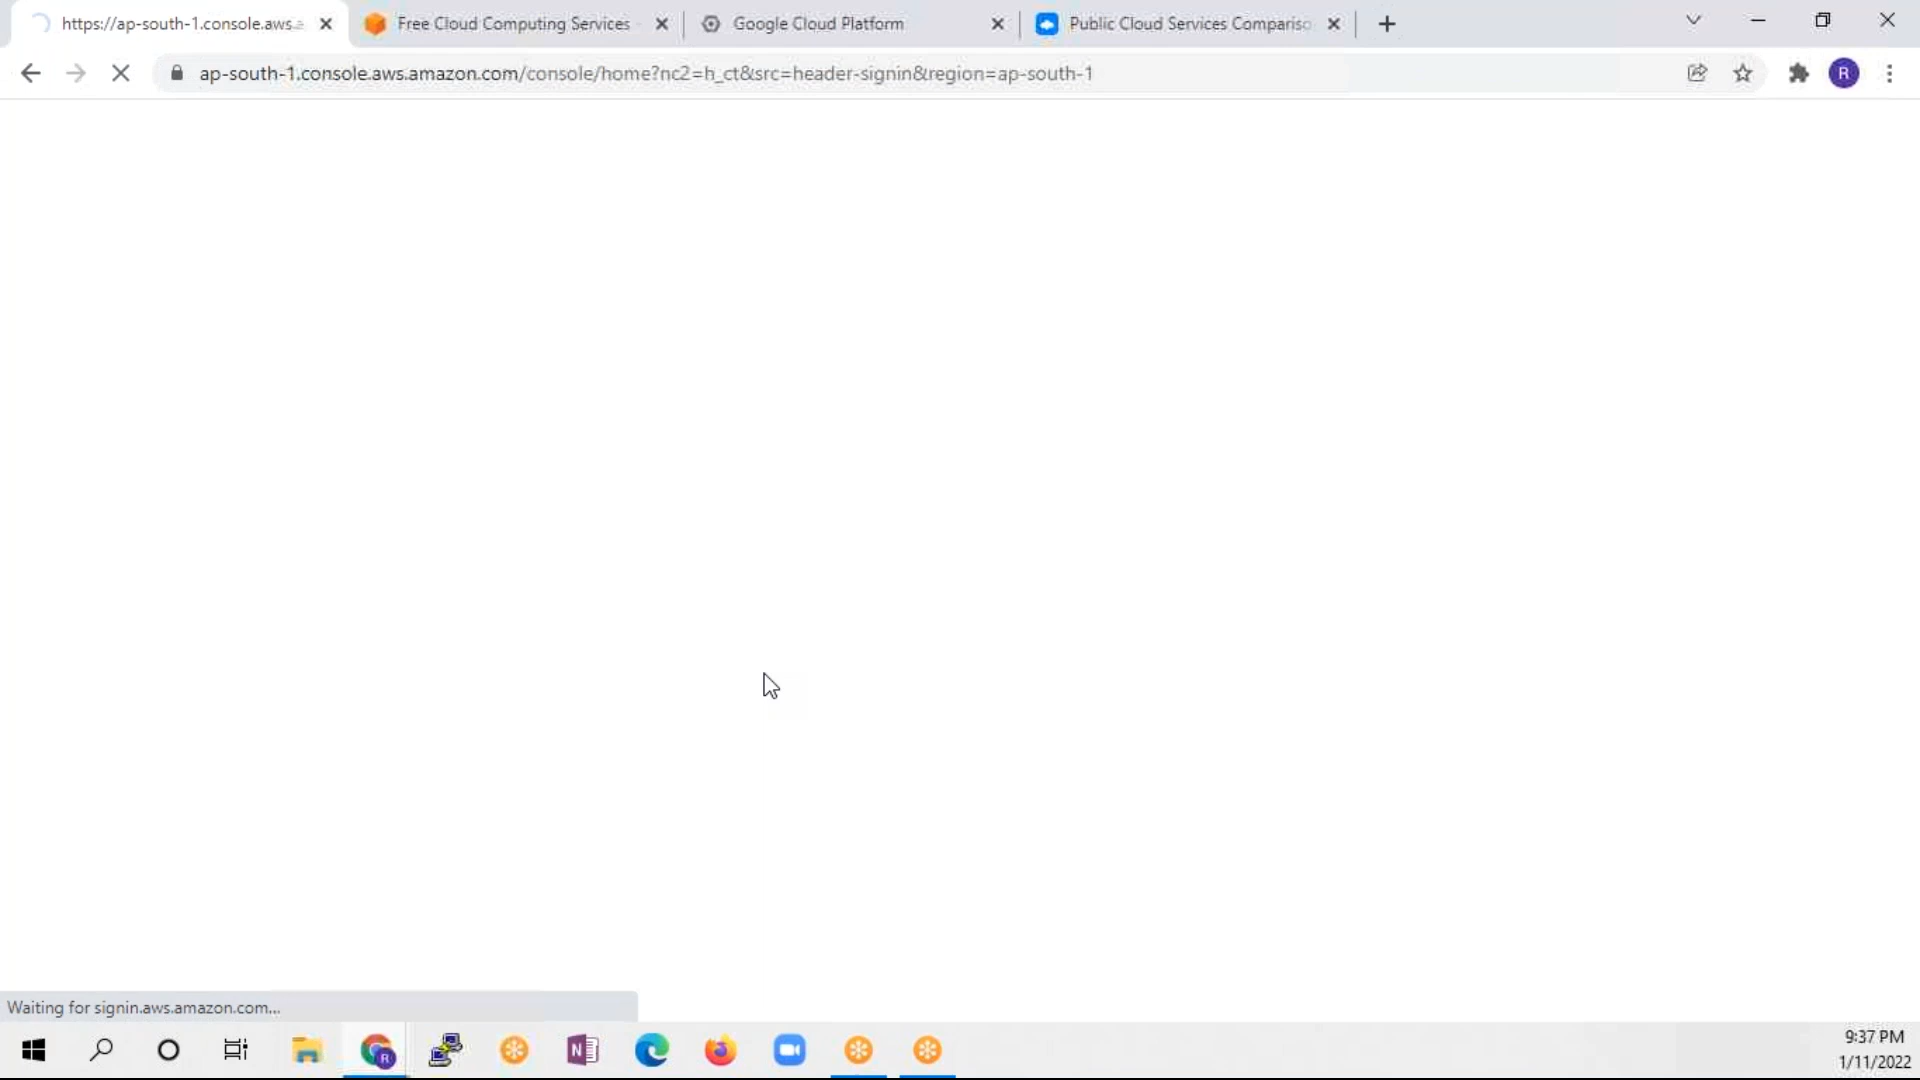 https://ap-south-1.console.aws.a
Free Cloud Computing Services
Google Cloud Platform
Public Cloud Services Compariso
ap-south-1.console.aws.amazon.com/console/home?nc2=h_ct&src=header-signin&region=ap-south-1
R
Waiting for signin.aws.amazon.com...
R
N
9:37 PM
1/11/2022